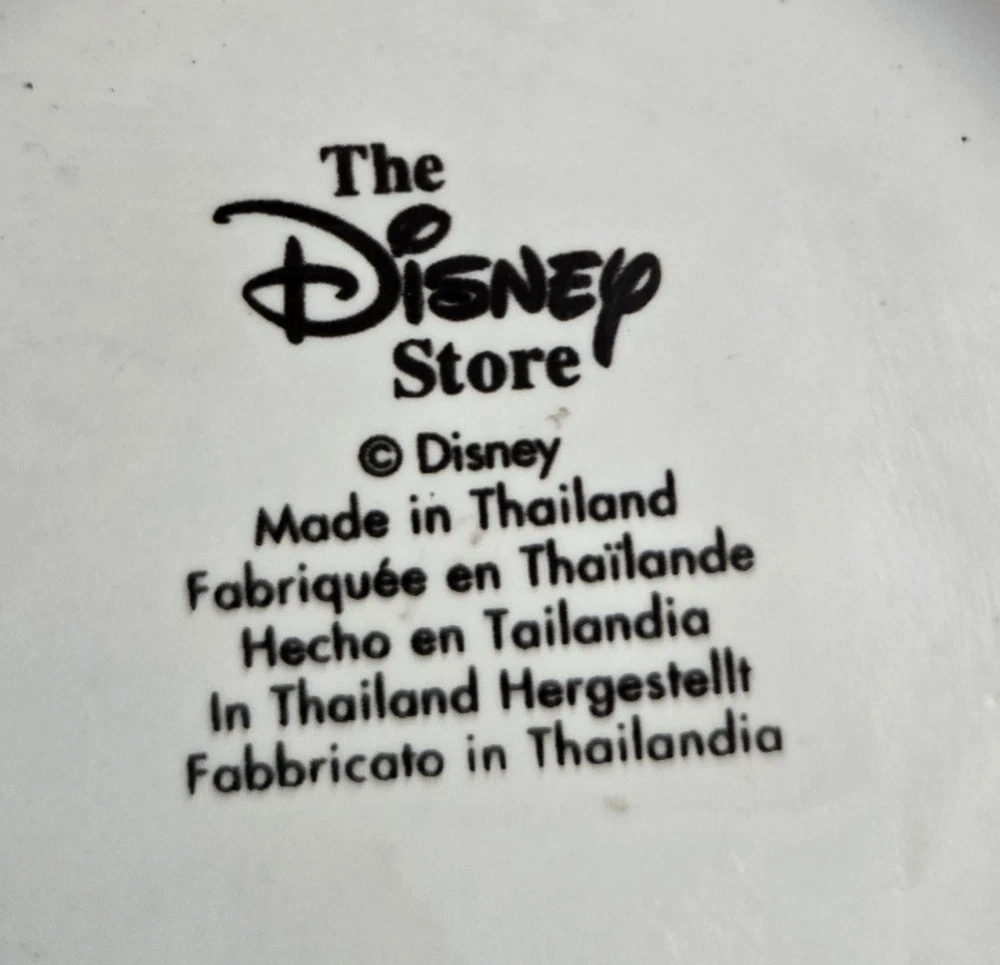 The
Disney
Store
© Disney
Made in Thailand
Fabriquée en Thaïlande
Hecho en Tailandia
In Thailand Hergestellt
Fabbricato in Thailandia